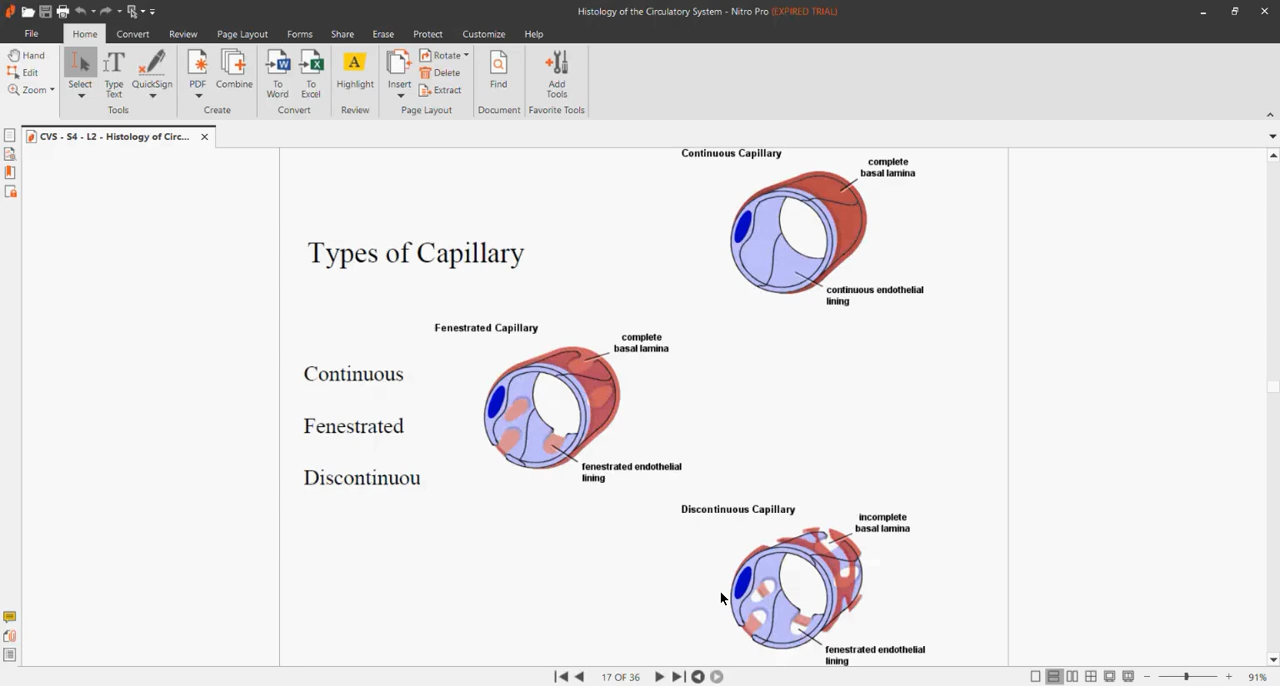 Histology of the Circulatory System - Nitro Pro (EXPIRED TRIAL)
File Home Convert Review Page Layout Forms Share Erase Protect Customize Help
Hand
Edit
Zoom
Select
Type Text
QuickSign
Tools
PDF
Combine
Create
To Word
To Excel
Convert
Highlight
Review
Insert
Rotate
Delete
Extract
Page Layout
Find
Document
Add Tools
Favorite Tools
CVS - S4 - L2 - Histology of Circ...
Continuous Capillary
complete
basal lamina
Types of Capillary
continuous endothelial
lining
Fenestrated Capillary
complete
basal lamina
Continuous
Fenestrated
fenestrated endothelial
lining
Discontinuou
Discontinuous Capillary
incomplete
basal lamina
fenestrated endothelial
lining
17 OF 36
91%